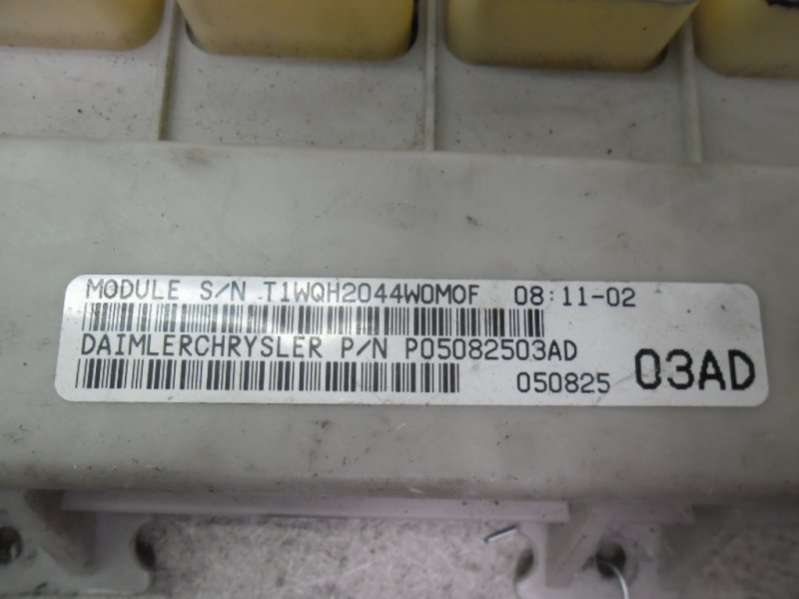 MODULE S/N T1WQH2044W0M0F 08:11-02
DAIMLERCHRYSLER P/N P05082503AD
050825 03AD